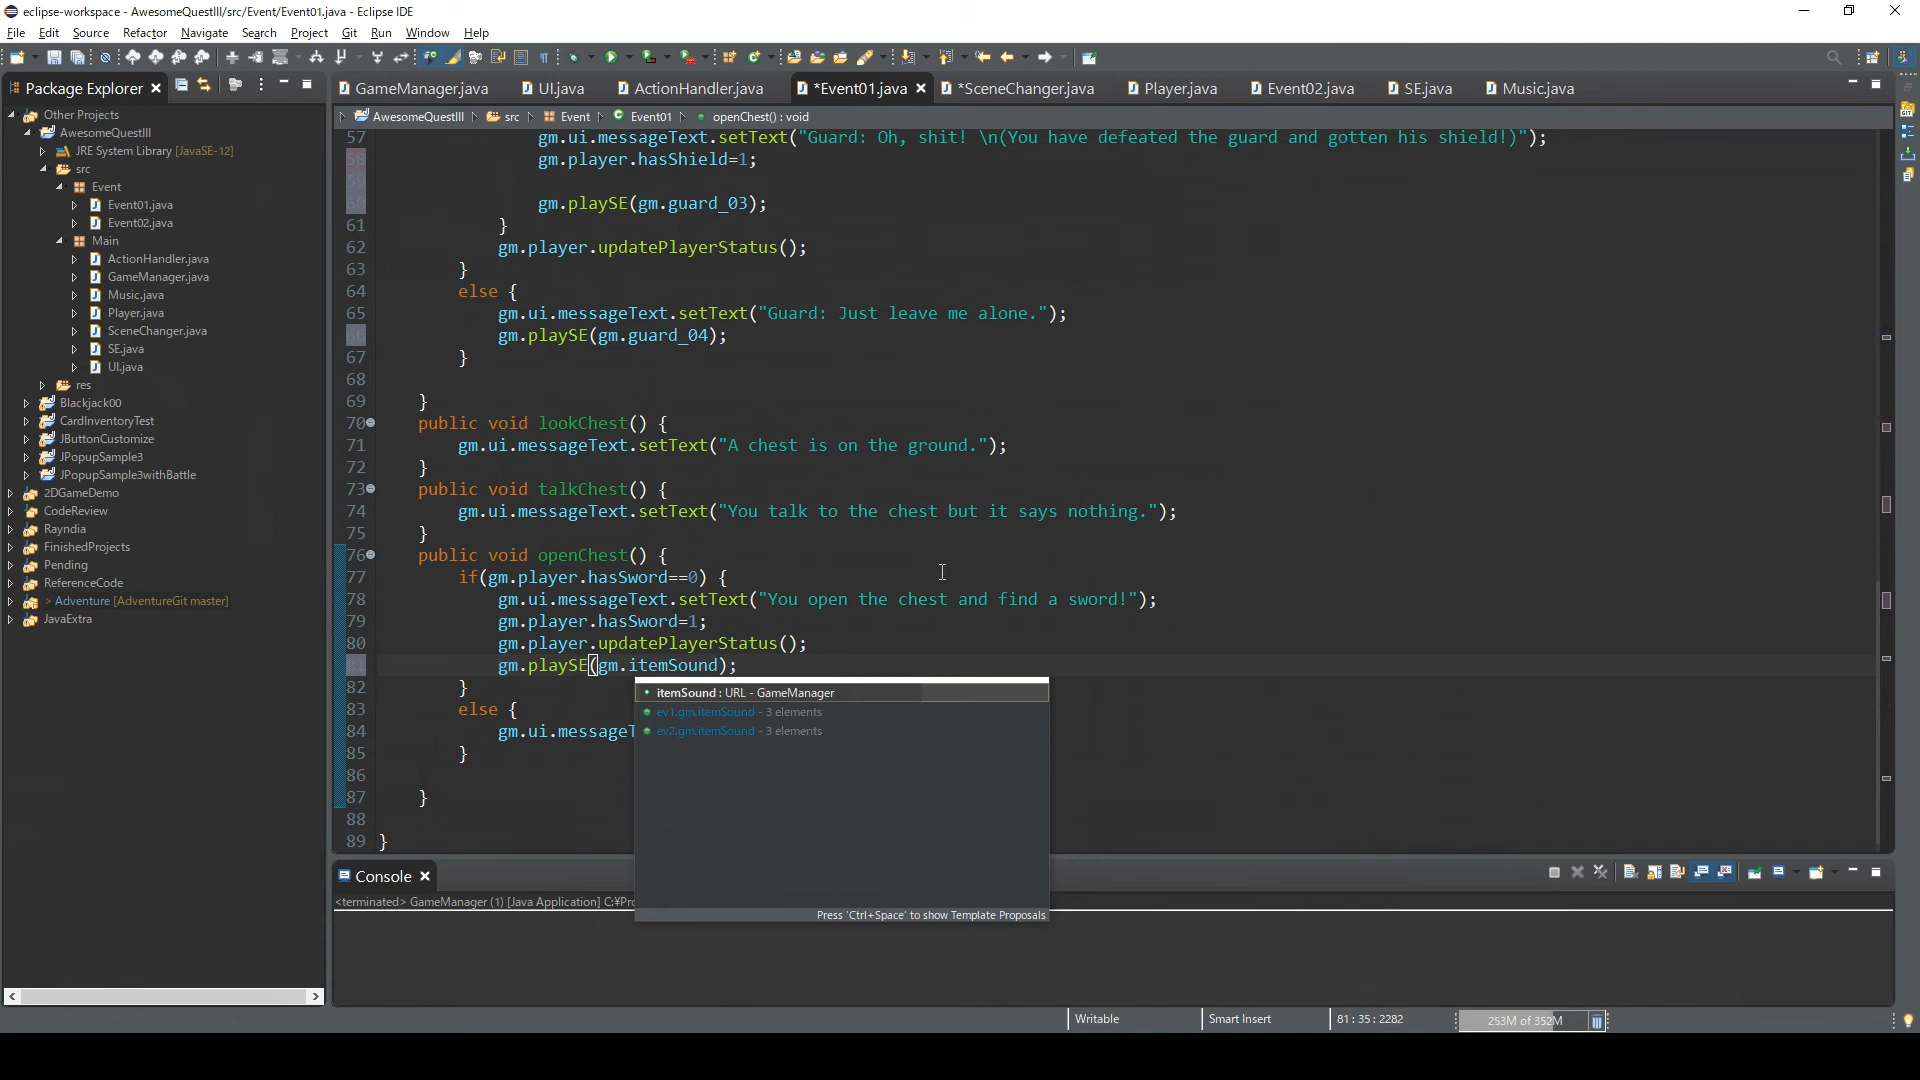 eclipse-workspace - AwesomeQuestIII/src/Event/Event01.java - Eclipse IDE
File Edit Source Refactor Navigate Search Project Git Run Window Help
Package Explorer
GameManager.java UI.java ActionHandler.java *Event01.java *SceneChanger.java Player.java Event02.java SE.java Music.java
AwesomeQuestIII src Event Event01 openChest() : void
Other Projects
AwesomeQuestIII
JRE System Library [JavaSE-12]
src
Event
Event01.java
Event02.java
Main
ActionHandler.java
GameManager.java
Music.java
Player.java
SceneChanger.java
SE.java
UI.java
res
Blackjack00
CardInventoryTest
JButtonCustomize
JPopupSample3
JPopupSample3withBattle
2DGameDemo
CodeReview
Rayndia
FinishedProjects
Pending
ReferenceCode
> Adventure [AdventureGit master]
JavaExtra
57 gm.ui.messageText.setText("Guard: Oh, shit! \n(You have defeated the guard and gotten his shield!)");
58 gm.player.hasShield=1;
59
60 gm.playSE(gm.guard_03);
61 }
62 gm.player.updatePlayerStatus();
63 }
64 else {
65 gm.ui.messageText.setText("Guard: Just leave me alone.");
66 gm.playSE(gm.guard_04);
67 }
68
69 }
70 public void lookChest() {
71 gm.ui.messageText.setText("A chest is on the ground.");
72 }
73 public void talkChest() {
74 gm.ui.messageText.setText("You talk to the chest but it says nothing.");
75 }
76 public void openChest() {
77 if(gm.player.hasSword==0) {
78 gm.ui.messageText.setText("You open the chest and find a sword!");
79 gm.player.hasSword=1;
80 gm.player.updatePlayerStatus();
81 gm.playSE(gm.itemSound);
82 }
83 else {
84 gm.ui.messageT
85 }
86
87 }
88
89 }
itemSound : URL - GameManager
ev1.gm.itemSound - 3 elements
ev2.gm.itemSound - 3 elements
Press 'Ctrl+Space' to show Template Proposals
Console
<terminated> GameManager (1) [Java Application] C:¥Pro
Writable Smart Insert 81 : 35 : 2282 253M of 352M